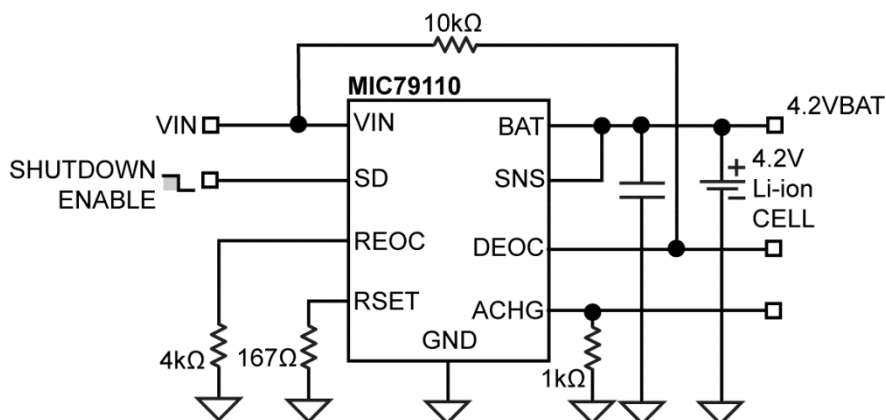 10kΩ
MIC79110
VIN
VIN
BAT
4.2VBAT
SHUTDOWN
ENABLE
SD
SNS
+ 4.2V
Li-ion
CELL
REOC
DEOC
RSET
ACHG
GND
4kΩ
167Ω
1kΩ